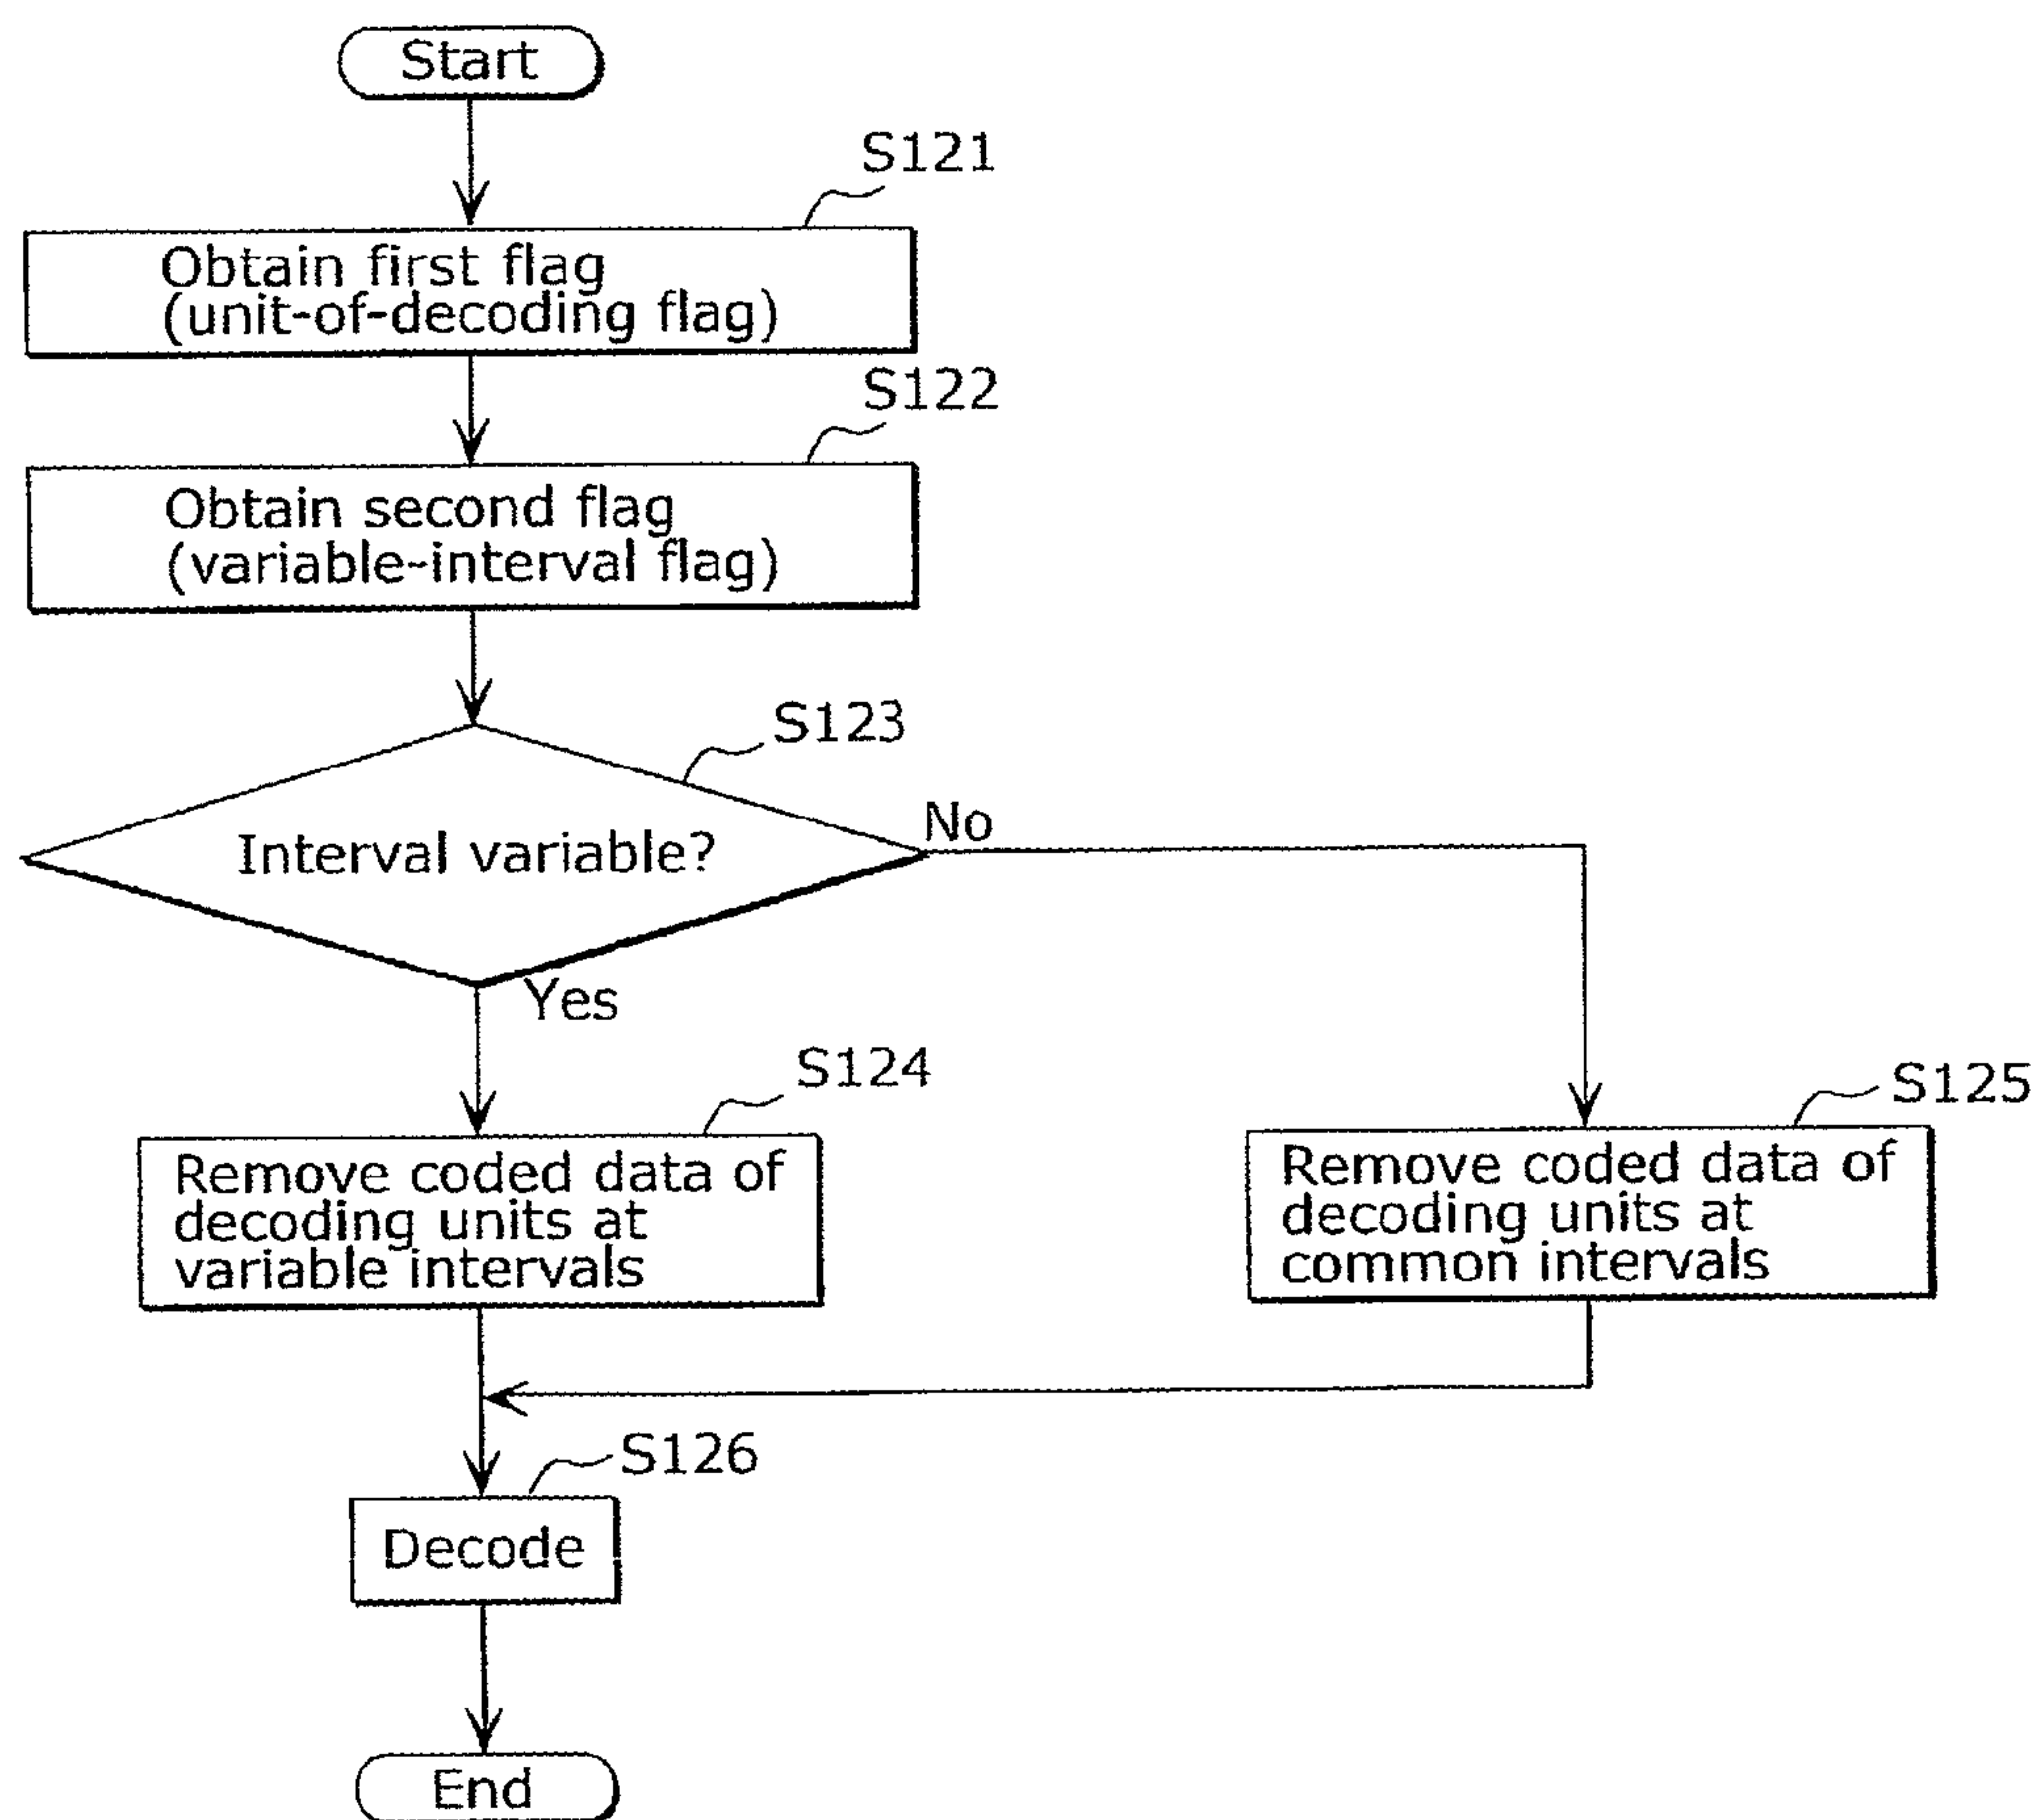 Start
S121
Obtain first flag
(unit-of-decoding flag)
S122
Obtain second flag
(variable-interval flag)
S123
Interval variable?
No
Yes
S124
Remove coded data of
decoding units at
variable intervals
S125
Remove coded data of
decoding units at
common intervals
S126
Decode
End